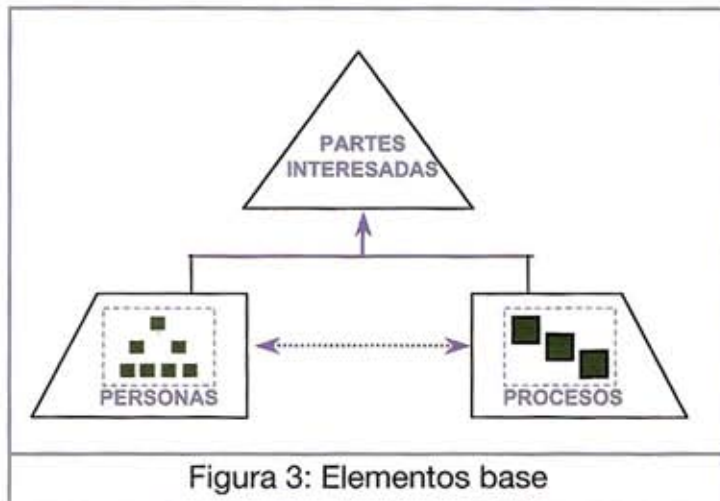 PARTES
INTERESADAS
PERSONAS
PROCESOS
Figura 3: Elementos base